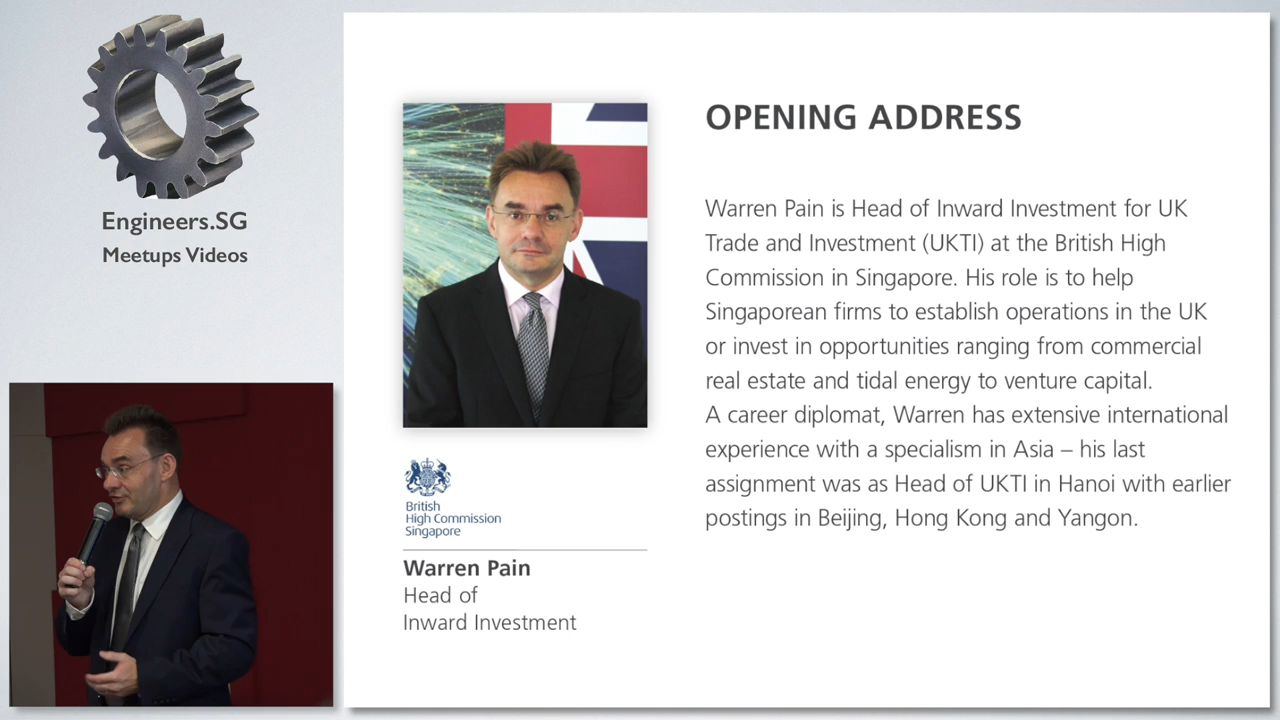 Engineers.SG
Meetups Videos
OPENING ADDRESS
Warren Pain is Head of Inward Investment for UK
Trade and Investment (UKTI) at the British High
Commission in Singapore. His role is to help
Singaporean firms to establish operations in the UK
or invest in opportunities ranging from commercial
real estate and tidal energy to venture capital.
A career diplomat, Warren has extensive international
experience with a specialism in Asia – his last
assignment was as Head of UKTI in Hanoi with earlier
postings in Beijing, Hong Kong and Yangon.
British
High Commission
Singapore
Warren Pain
Head of
Inward Investment